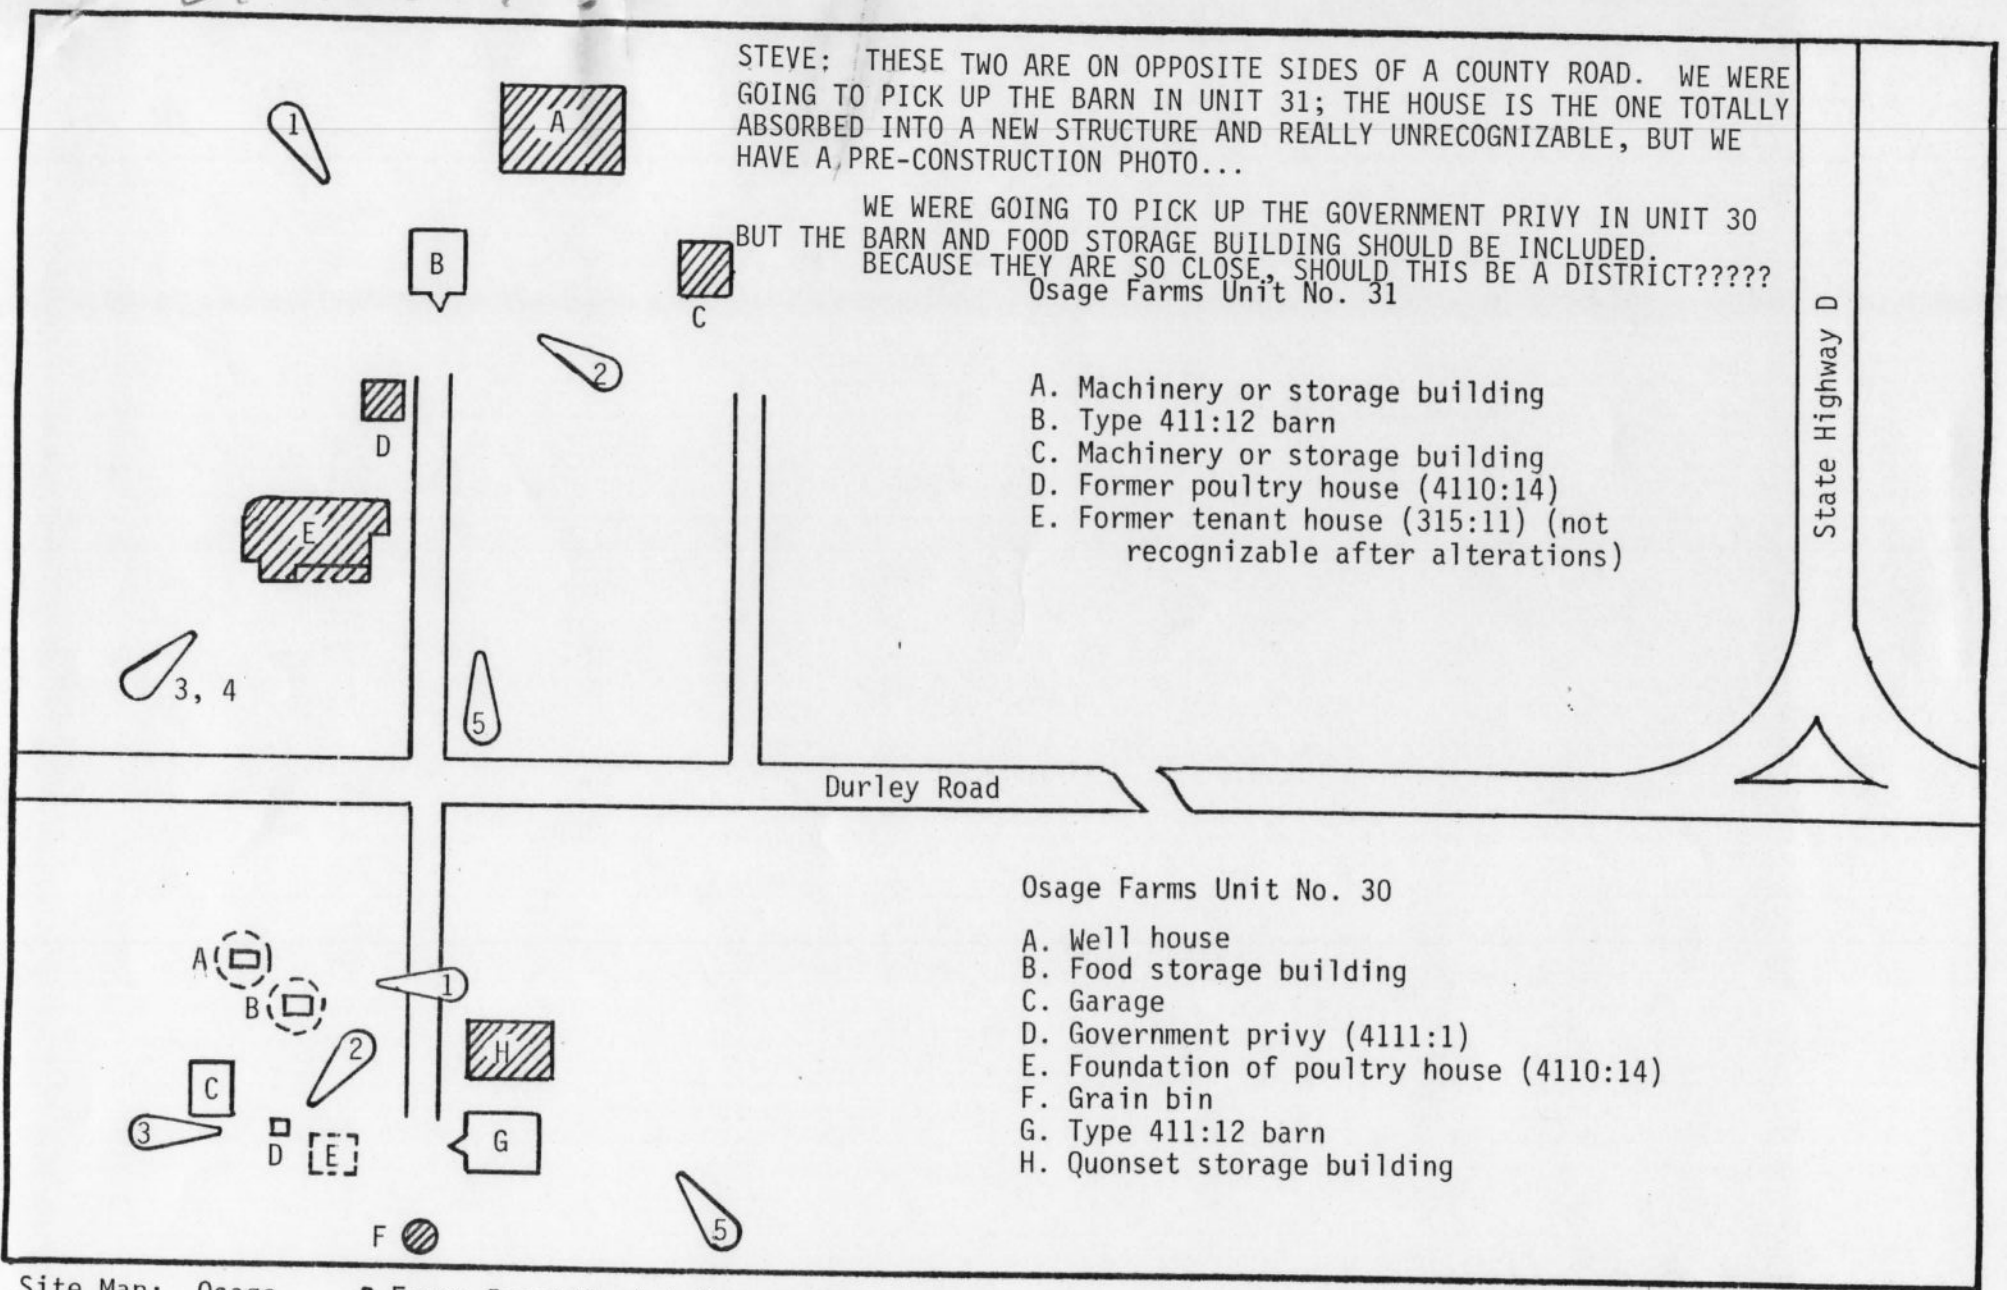 STEVE: THESE TWO ARE ON OPPOSITE SIDES OF A COUNTY ROAD. WE WERE
GOING TO PICK UP THE BARN IN UNIT 31; THE HOUSE IS THE ONE TOTALLY
ABSORBED INTO A NEW STRUCTURE AND REALLY UNRECOGNIZABLE, BUT WE
HAVE A PRE-CONSTRUCTION PHOTO...
WE WERE GOING TO PICK UP THE GOVERNMENT PRIVY IN UNIT 30
BUT THE BARN AND FOOD STORAGE BUILDING SHOULD BE INCLUDED.
BECAUSE THEY ARE SO CLOSE, SHOULD THIS BE A DISTRICT?????
Osage Farms Unit No. 31
A. Machinery or storage building
B. Type 411:12 barn
C. Machinery or storage building
D. Former poultry house (4110:14)
E. Former tenant house (315:11) (not
recognizable after alterations)
State Highway D
1
A
B
C
2
D
E
3, 4
5
Durley Road
Osage Farms Unit No. 30
A. Well house
B. Food storage building
C. Garage
D. Government privy (4111:1)
E. Foundation of poultry house (4110:14)
F. Grain bin
G. Type 411:12 barn
H. Quonset storage building
A
B
1
2
H
C
3
D
E
G
F
5
Site Map: Osage